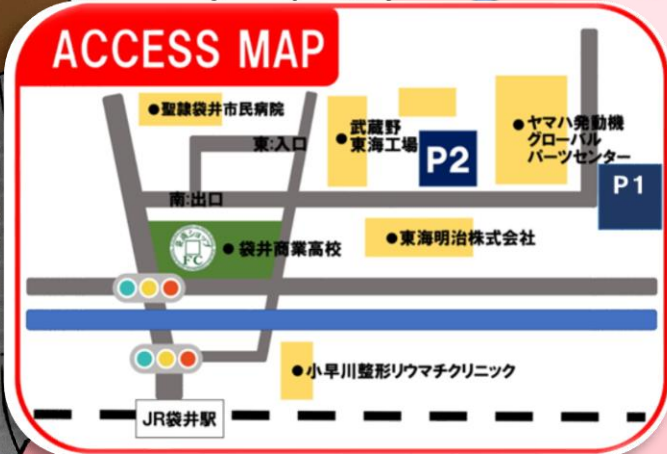 ACCESS MAP
●聖隷袋井市民病院
東:入口
●武蔵野
東海工場
P2
●ヤマハ発動機
グローバル
パーツセンター
P1
南:出口
●袋井商業高校
FC
●東海明治株式会社
●小早川整形リウマチクリニック
JR袋井駅